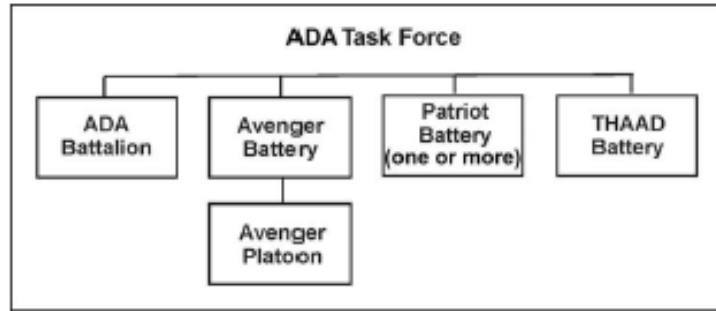 ADA Task Force
ADA
Battalion
Avenger
Battery
Patriot
Battery
(one or more)
THAAD
Battery
Avenger
Platoon